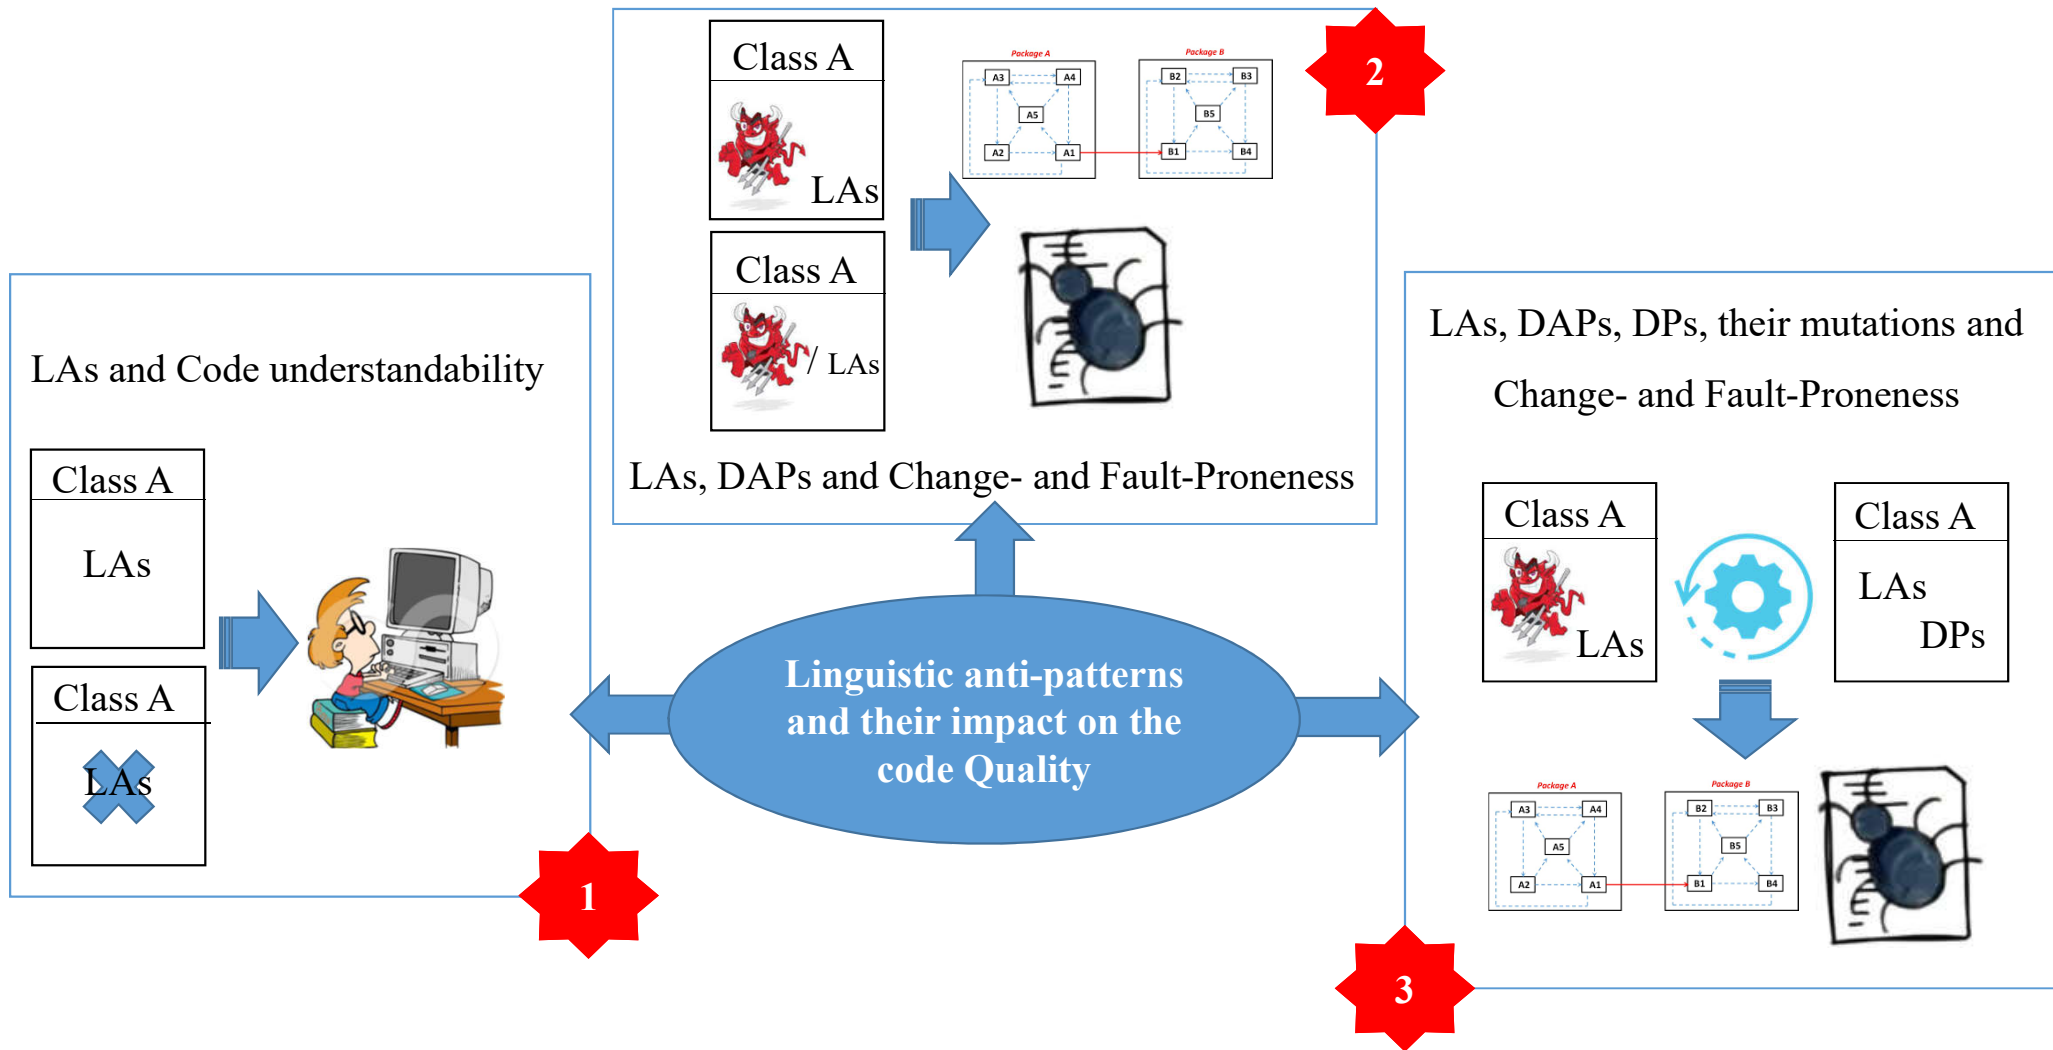 LAs and Code understandability
Class A
LAs
Class A
LAs
1
Class A
LAs
Class A
/ LAs
Package A
A3
A4
A5
A2
A1
Package B
B2
B3
B5
B1
B4
LAs, DAPs and Change- and Fault-Proneness
2
Linguistic anti-patterns
and their impact on the
code Quality
LAs, DAPs, DPs, their mutations and
Change- and Fault-Proneness
Class A
LAs
Class A
LAs
DPs
Package A
A3
A4
A5
A2
A1
Package B
B2
B3
B5
B1
B4
3